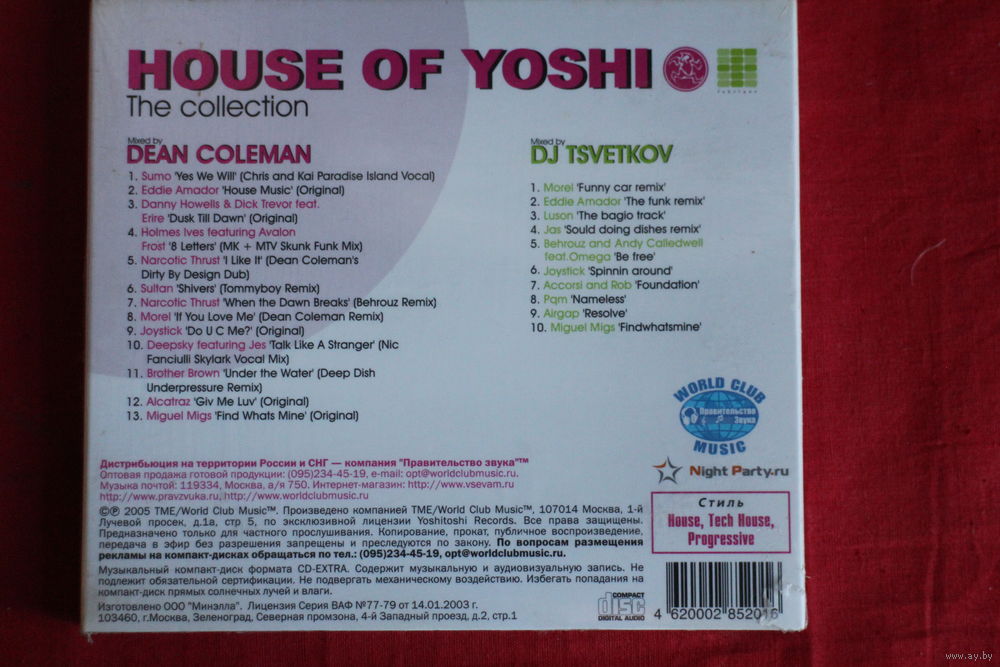 HOUSE OF YOSHI
The collection
Mixed by
DEAN COLEMAN
1. Sumo 'Yes We Will' (Chris and Kai Paradise Island Vocal)
2. Eddie Amador 'House Music' (Original)
3. Danny Howells & Dick Trevor feat.
Erire 'Dusk Till Dawn' (Original)
4. Holmes Ives featuring Avalon
Frost '8 Letters' (MK + MTV Skunk Funk Mix)
5. Narcotic Thrust 'I Like It' (Dean Coleman's
Dirty By Design Dub)
6. Sultan 'Shivers' (Tommyboy Remix)
7. Narcotic Thrust 'When the Dawn Breaks' (Behrouz Remix)
8. Morel 'If You Love Me' (Dean Coleman Remix)
9. Joystick 'Do U C Me?' (Original)
10. Deepsky featuring Jes 'Talk Like A Stranger' (Nic
Fanciulli Skylark Vocal Mix)
11. Brother Brown 'Under the Water' (Deep Dish
Underpressure Remix)
12. Alcatraz 'Giv Me Luv' (Original)
13. Miguel Migs 'Find Whats Mine' (Original)
Mixed by
DJ TSVETKOV
1. Morel 'Funny car remix'
2. Eddie Amador 'The funk remix'
3. Luson 'The bagio track'
4. Jas 'Sould doing dishes remix'
5. Behrouz and Andy Calledwell
feat.Omega 'Be free'
6. Joystick 'Spinnin around'
7. Accorsi and Rob 'Foundation'
8. Pqm 'Nameless'
9. Airgap 'Resolve'
10. Miguel Migs 'Findwhatsmine'
WORLD CLUB
Правительство
Звука
MUSIC
Night Party.ru
Стиль
House, Tech House,
Progressive
Дистрибьюция на территории России и СНГ — компания "Правительство звука"™
Оптовая продажа готовой продукции: (095)234-45-19, e-mail: opt@worldclubmusic.ru.
Музыка почтой: 119334, Москва, а/я 750. Интернет-магазин: http://www.vsevam.ru
http://www.pravzvuka.ru, http://www.worldclubmusic.ru
©℗ 2005 TME/World Club Music™. Произведено компанией TME/World Club Music™, 107014 Москва, 1-й
Лучевой просек, д.1а, стр 5, по эксклюзивной лицензии Yoshitoshi Records. Все права защищены.
Предназначено только для частного прослушивания. Копирование, прокат, публичное воспроизведение,
передача в эфир без разрешения запрещены и преследуются по закону. По вопросам размещения
рекламы на компакт-дисках обращаться по тел.: (095)234-45-19, opt@worldclubmusic.ru.
Музыкальный компакт-диск формата CD-EXTRA. Содержит музыкальную и аудиовизуальную запись. Не
подлежит обязательной сертификации. Не подвергать механическому воздействию. Избегать попадания на
компакт-диск прямых солнечных лучей и влаги.
Изготовлено ООО "Минэлла". Лицензия Серия ВАФ №77-79 от 14.01.2003 г.
103460, г.Москва, Зеленоград, Северная промзона, 4-й Западный проезд, д.2, стр.1
COMPACT
disc
DIGITAL AUDIO
4 620002 852016
www.ay.by